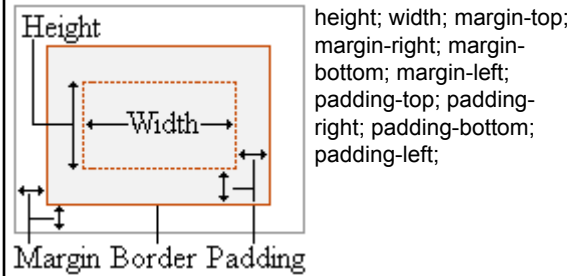 Height
Width
Margin Border Padding
height; width; margin-top;
margin-right; margin-
bottom; margin-left;
padding-top; padding-
right; padding-bottom;
padding-left;